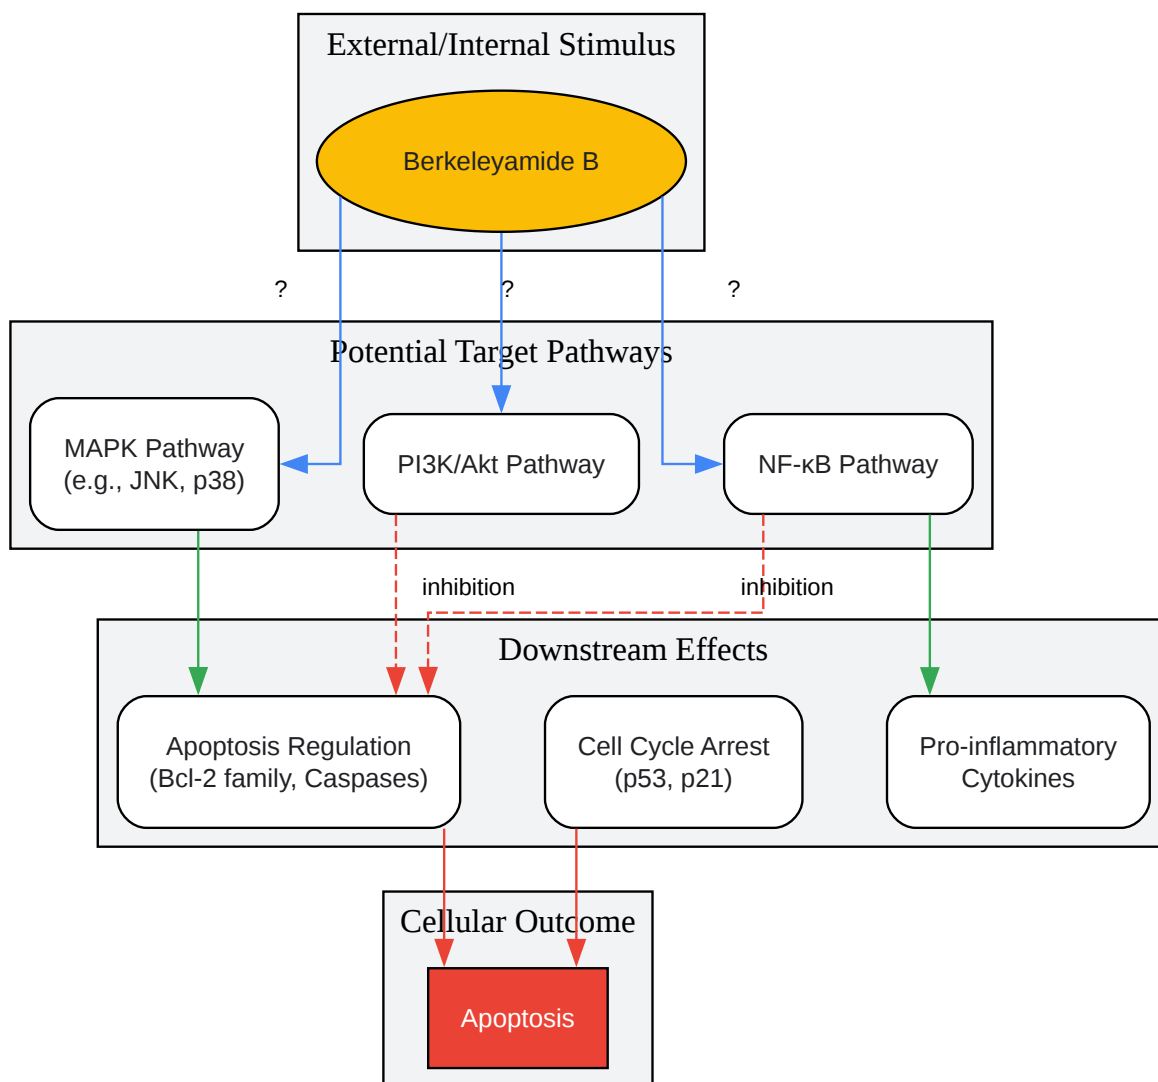 External/Internal Stimulus
Berkeleyamide B
?
?
?
Potential Target Pathways
MAPK Pathway
(e.g., JNK, p38)
PI3K/Akt Pathway
NF-κB Pathway
inhibition
inhibition
Downstream Effects
Apoptosis Regulation
(Bcl-2 family, Caspases)
Cell Cycle Arrest
(p53, p21)
Pro-inflammatory
Cytokines
Cellular Outcome
Apoptosis